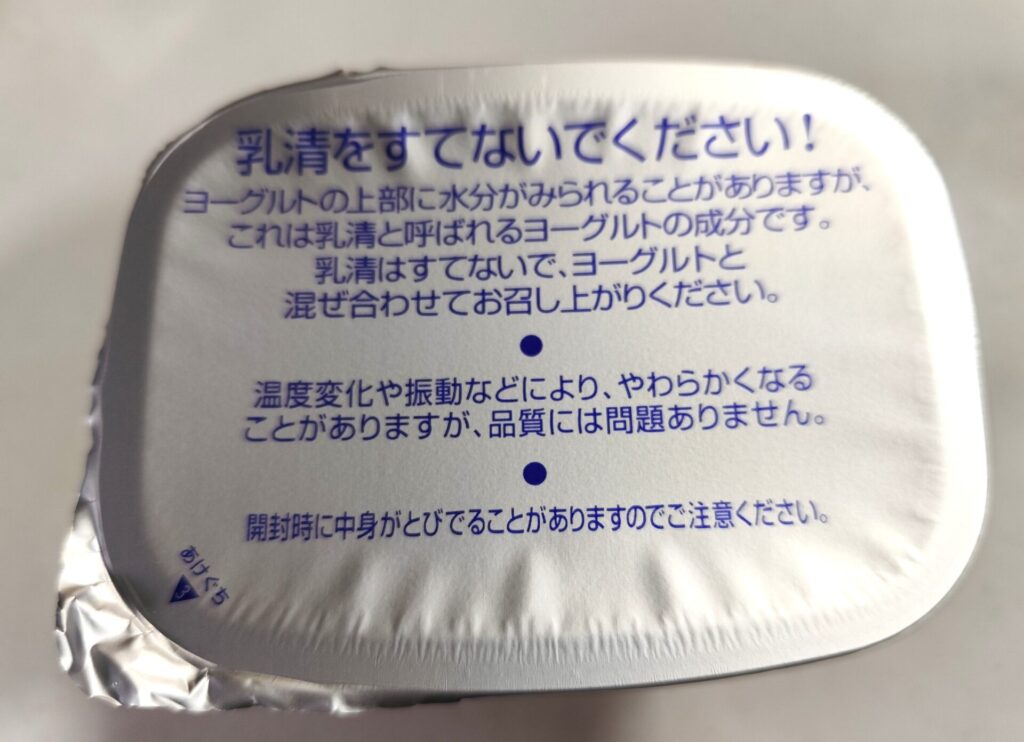 乳清をすてないでください!
ヨーグルトの上部に水分がみられることがありますが、
これは乳清と呼ばれるヨーグルトの成分です。
乳清はすてないで、ヨーグルトと
混ぜ合わせてお召し上がりください。
●
温度変化や振動などにより、やわらかくなる
ことがありますが、品質には問題ありません。
●
開封時に中身がとびでることがありますのでご注意ください。
あけぐち
3